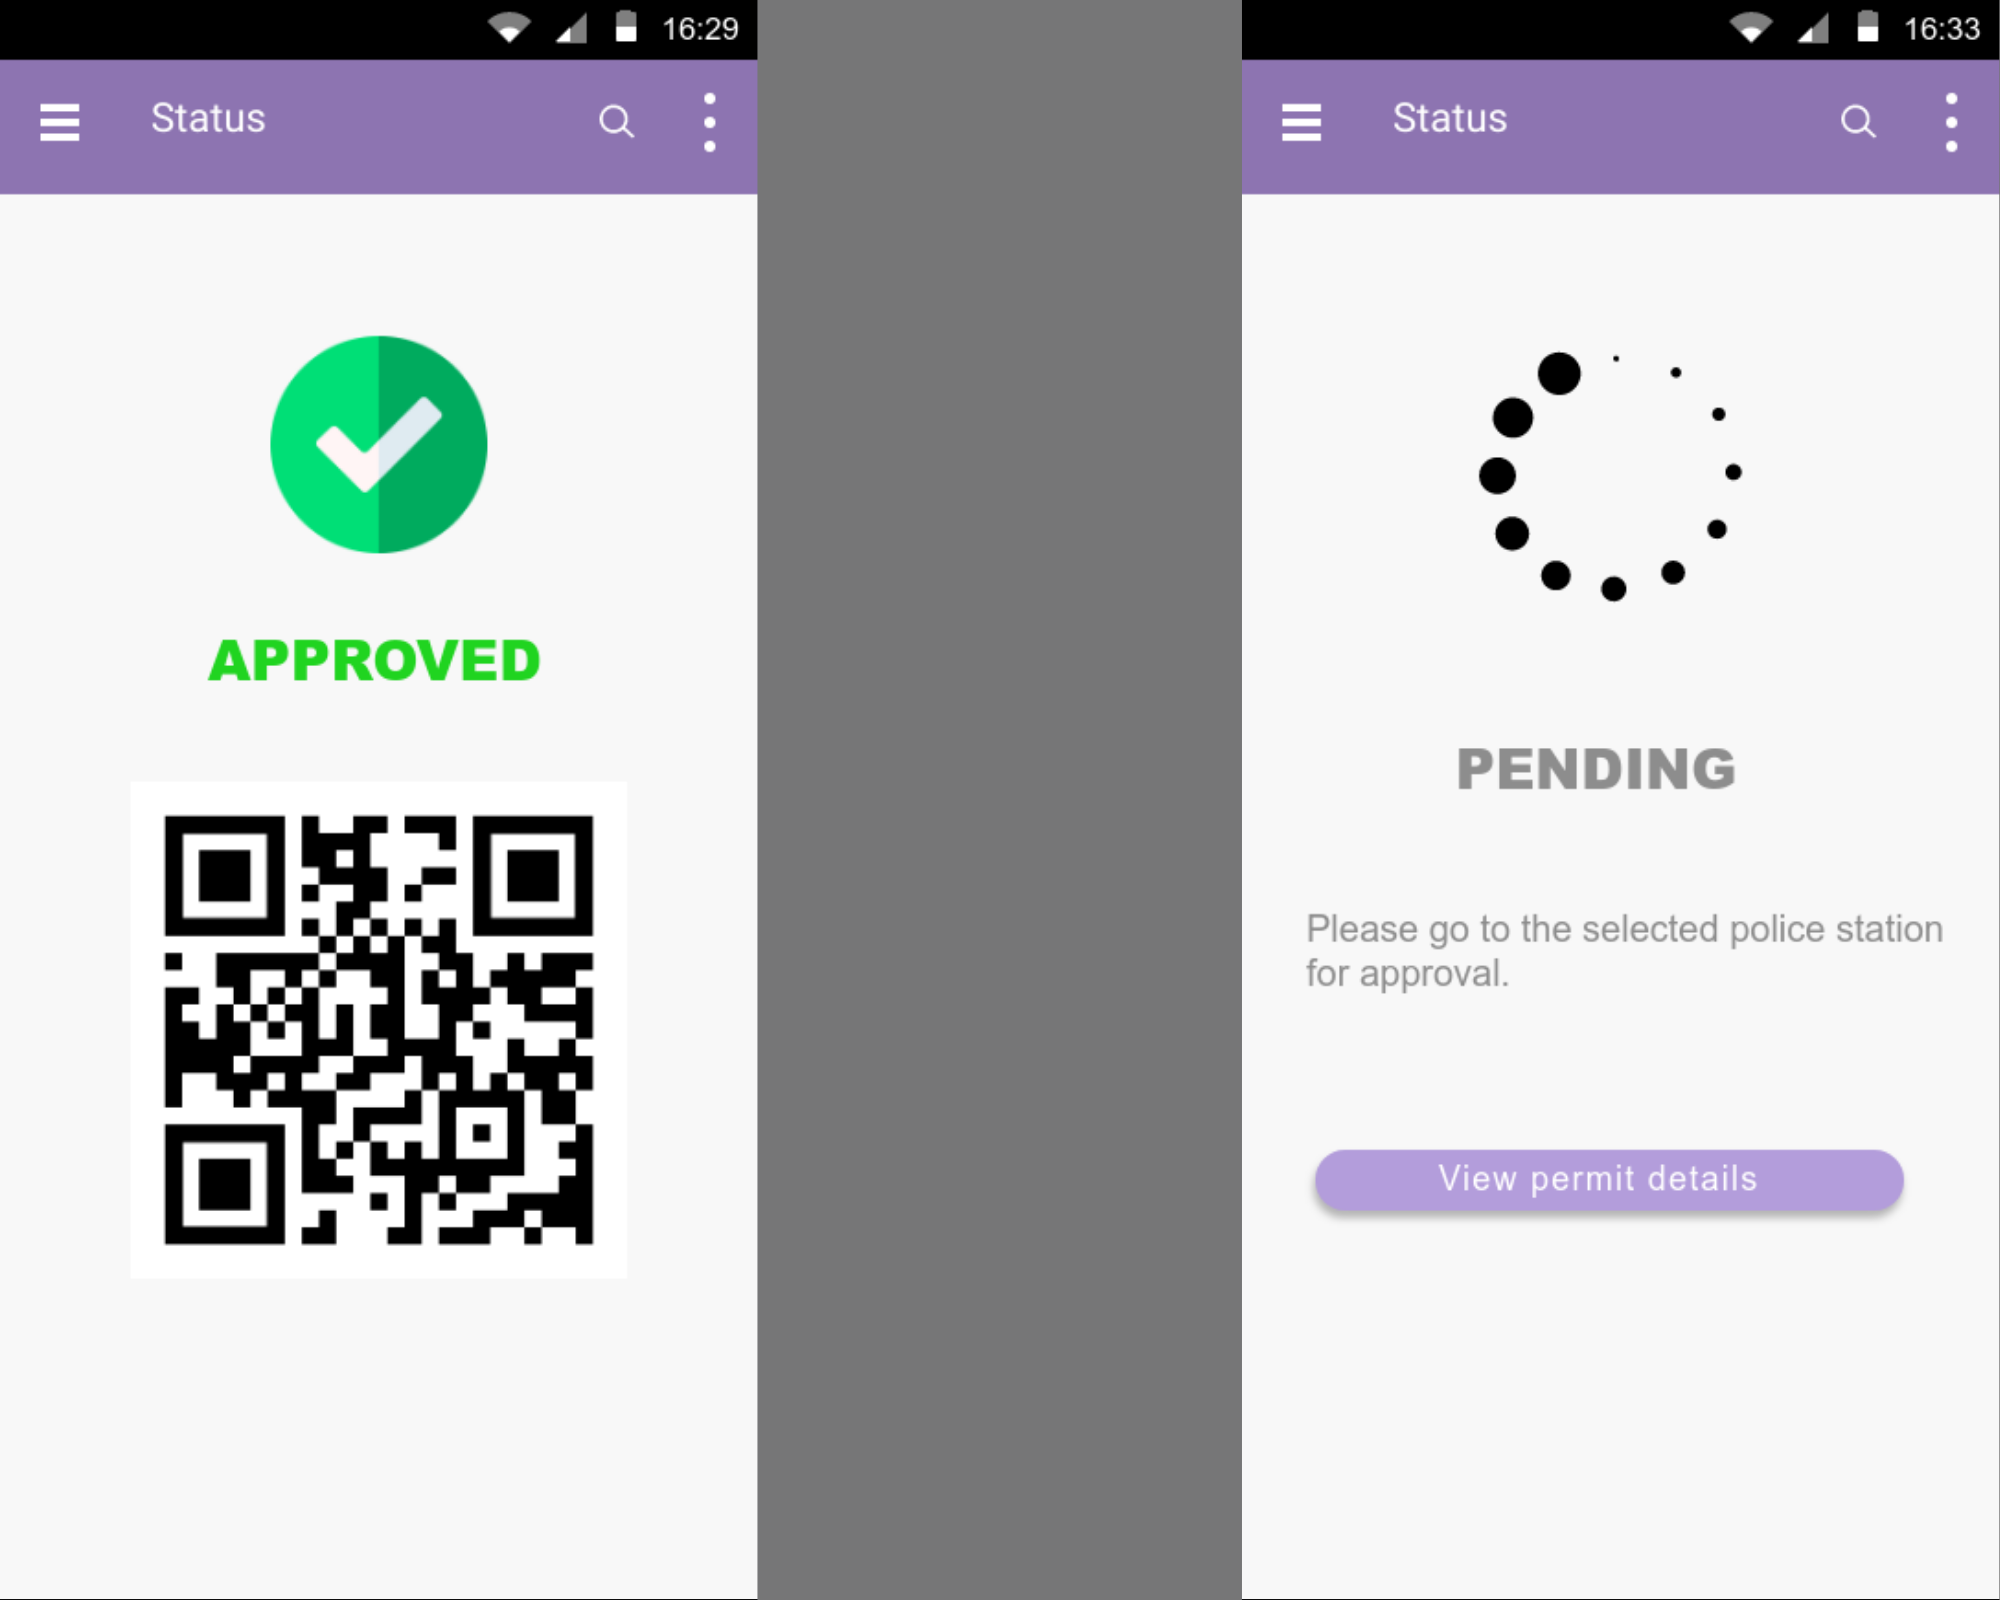 16:29
Status
APPROVED
16:33
Status
PENDING
Please go to the selected police station
for approval.
View permit details